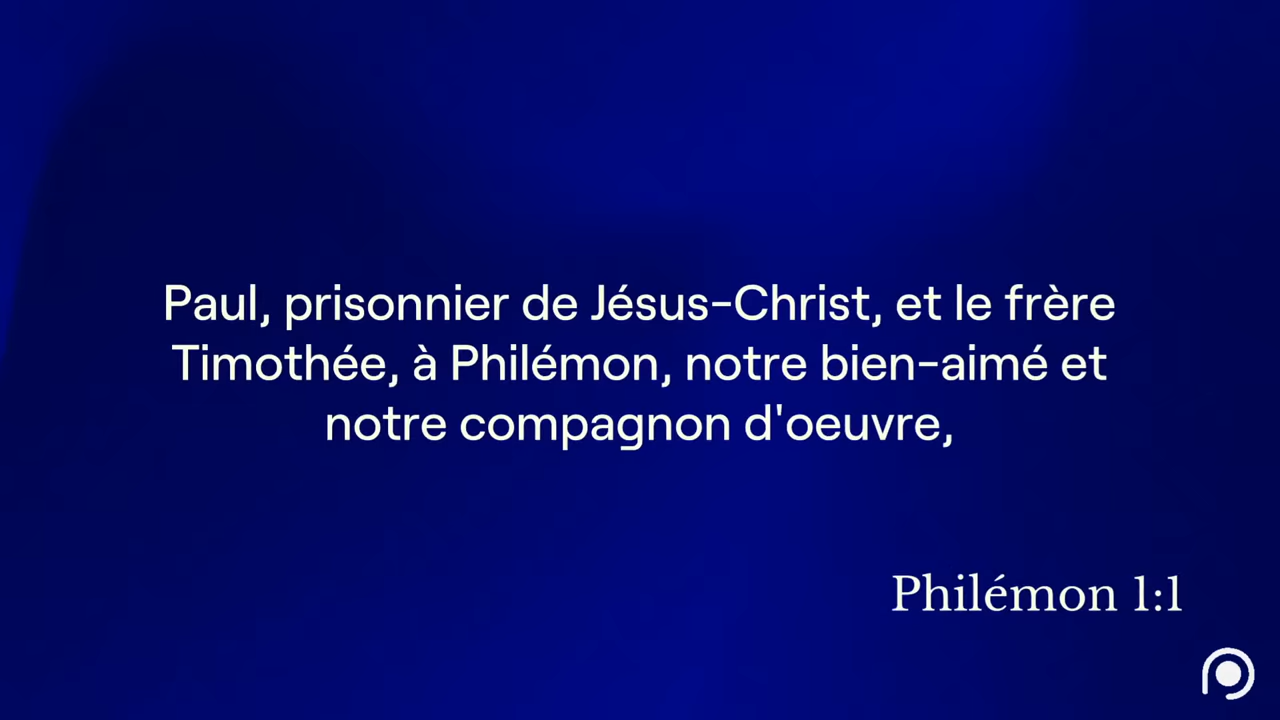 Paul, prisonnier de Jésus-Christ, et le frère
Timothée, à Philémon, notre bien-aimé et
notre compagnon d'oeuvre,
Philémon 1:1